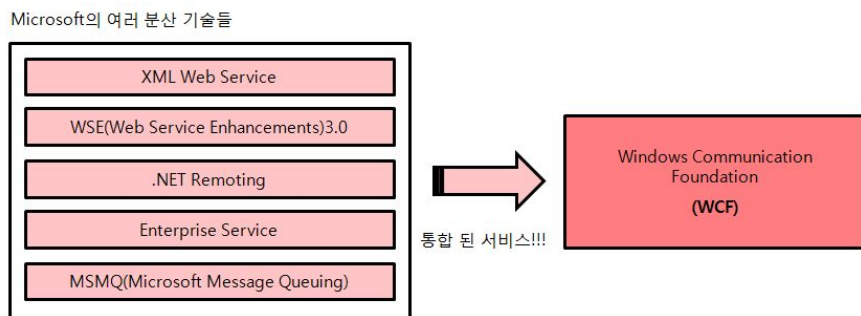 Microsoft의 여러 분산 기술들
XML Web Service
WSE(Web Service Enhancements)3.0
.NET Remoting
Enterprise Service
MSMQ(Microsoft Message Queuing)
통합 된 서비스!!!
Windows Communication
Foundation
(WCF)